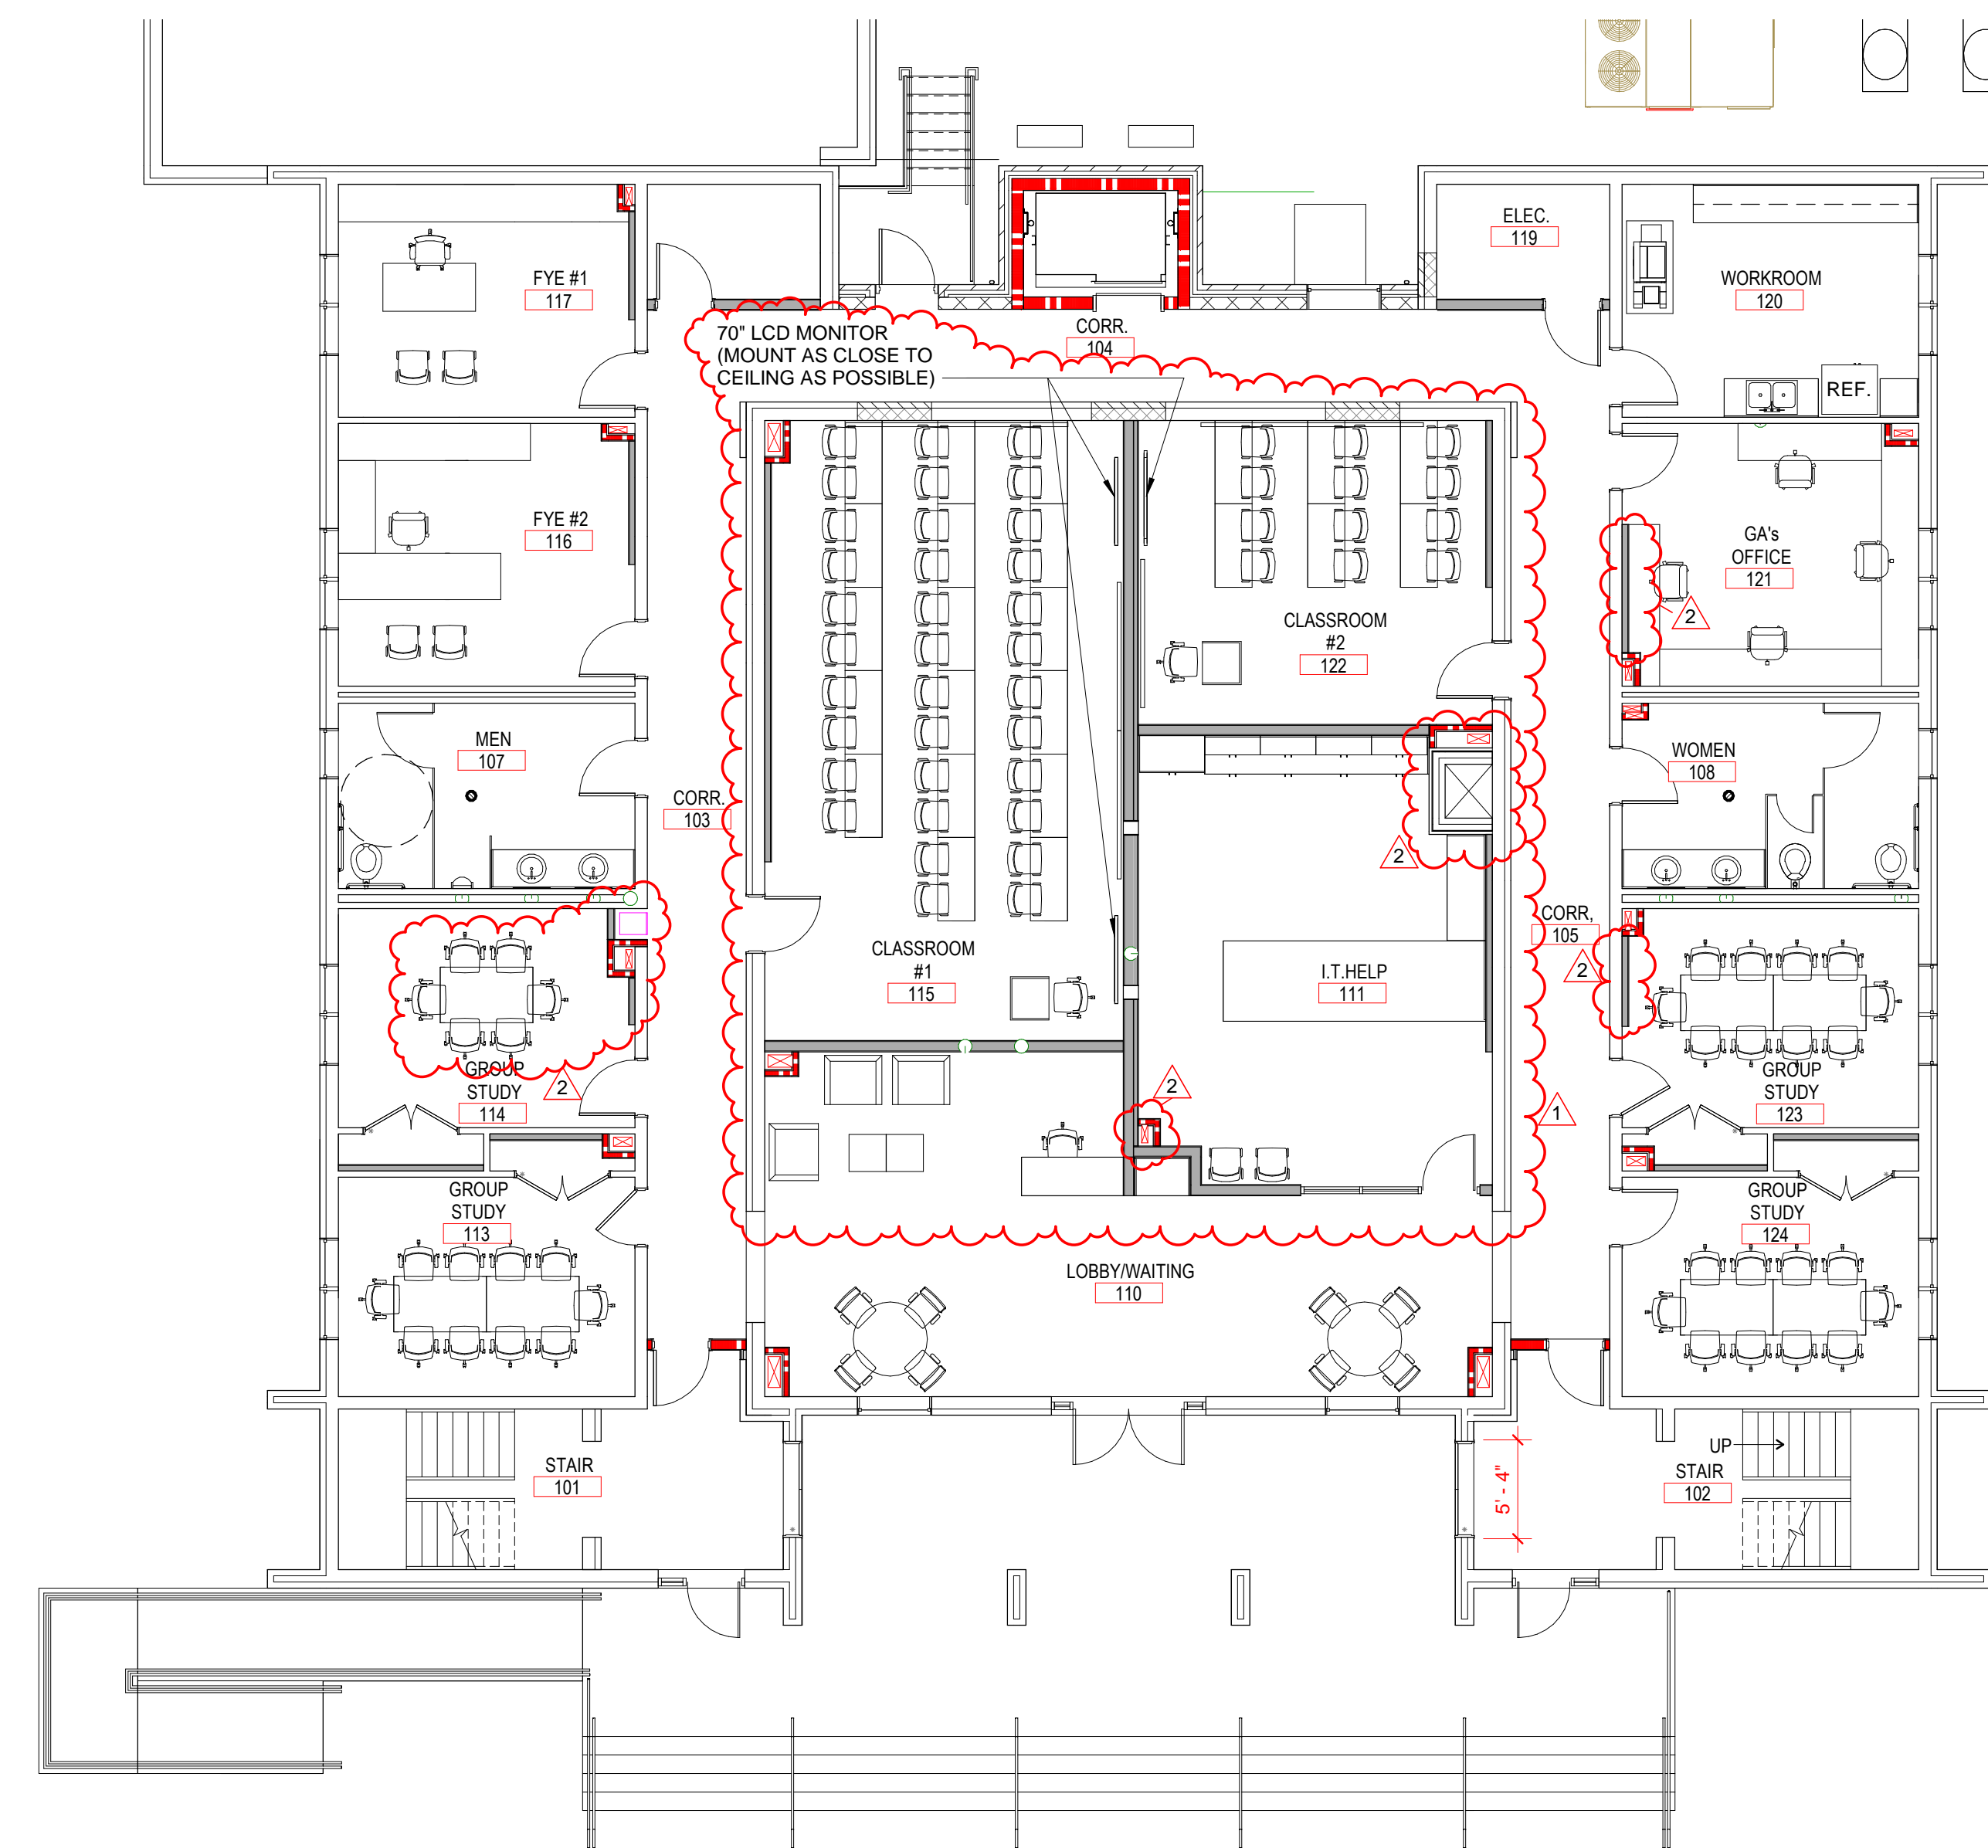 ELEC.
119
FYE #1
117
WORKROOM
120
CORR.
104
70" LCD MONITOR
(MOUNT AS CLOSE TO
CEILING AS POSSIBLE)
REF.
FYE #2
116
GA's
OFFICE
121
2
CLASSROOM
#2
122
MEN
107
WOMEN
108
CORR.
103
2
CORR,
105
2
CLASSROOM
#1
115
I.T.HELP
111
GROUP
STUDY
114
2
2
1
GROUP
STUDY
123
GROUP
STUDY
113
GROUP
STUDY
124
LOBBY/WAITING
110
STAIR
101
5' - 4"
UP
STAIR
102